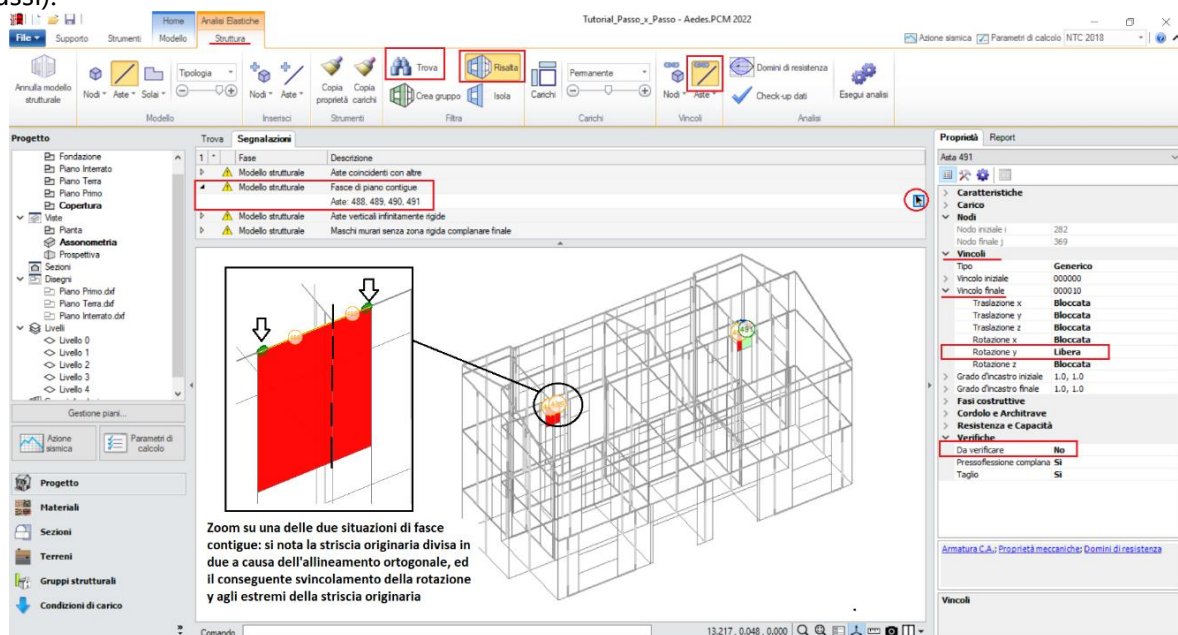 ussi).
Home
Analisi Elastiche
Tutorial_Passo_x_Passo - Aedes.PCM 2022
File
Supporto
Strumenti
Modello
Struttura
Azione sismica
Parametri di calcolo
NTC 2018
Annulla modello strutturale
Nodi
Aste
Solai
Tipologia
Nodi
Aste
Copia proprietà
Copia carichi
Trova
Crea gruppo
Risalta
Isola
Carichi
Permanente
Nodi
Aste
Domini di resistenza
Check-up dati
Esegui analisi
Modello
Inserisci
Strumenti
Filtra
Carichi
Vincoli
Analisi
Progetto
Fondazione
Piano Interrato
Piano Terra
Piano Primo
Copertura
Viste
Pianta
Assonometria
Prospettiva
Sezioni
Disegni
Piano Primo.dxf
Piano Terra.dxf
Piano Interrato.dxf
Livelli
Livello 0
Livello 1
Livello 2
Livello 3
Livello 4
Gestione piani...
Azione sismica
Parametri di calcolo
Progetto
Materiali
Sezioni
Terreni
Gruppi strutturali
Condizioni di carico
Trova
Segnalazioni
1 * Fase Descrizione
Modello strutturale Aste coincidenti con altre
Modello strutturale Fasce di piano contigue
Aste: 488, 489, 490, 491
Modello strutturale Aste verticali infinitamente rigide
Modello strutturale Maschi murari senza zona rigida complanare finale
491
Zoom su una delle due situazioni di fasce
contigue: si nota la striscia originaria divisa in
due a causa dell'allineamento ortogonale, ed
il conseguente svincolamento della rotazione
y agli estremi della striscia originaria
.
Comando
13.217 , 0.048 , 0.000
Proprietà
Report
Asta 491
Caratteristiche
Carico
Nodi
Nodo iniziale i 282
Nodo finale j 369
Vincoli
Tipo Generico
Vincolo iniziale 000000
Vincolo finale 000010
Traslazione x Bloccata
Traslazione y Bloccata
Traslazione z Bloccata
Rotazione x Bloccata
Rotazione y Libera
Rotazione z Bloccata
Grado d'incastro iniziale 1.0, 1.0
Grado d'incastro finale 1.0, 1.0
Fasi costruttive
Cordolo e Architrave
Resistenza e Capacità
Verifiche
Da verificare No
Pressoflessione complana Sì
Taglio Sì
Armatura C.A.; Proprietà meccaniche; Domini di resistenza
Vincoli